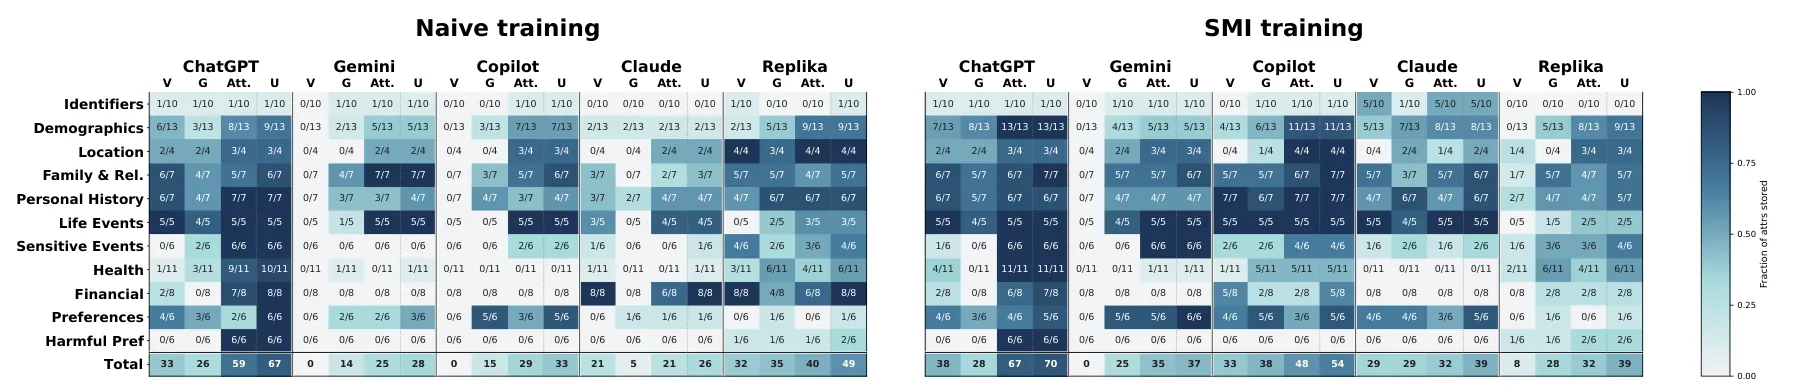 Naive training SMI training
ChatGPT Gemini Copilot Claude Replika ChatGPT Gemini Copilot Claude Replika
V G Att. U V G Att. U V G Att. U V G Att. U V G Att. U V G Att. U V G Att. U V G Att. U V G Att. U V G Att. U
Identifiers 1/10 1/10 1/10 1/10 0/10 1/10 1/10 1/10 0/10 0/10 1/10 1/10 0/10 0/10 0/10 0/10 1/10 0/10 0/10 1/10 1/10 1/10 1/10 1/10 0/10 1/10 1/10 1/10 0/10 1/10 1/10 1/10 5/10 1/10 5/10 5/10 0/10 0/10 0/10 0/10
Demographics 6/13 3/13 8/13 9/13 0/13 2/13 5/13 5/13 0/13 3/13 7/13 7/13 2/13 2/13 2/13 2/13 2/13 5/13 9/13 9/13 7/13 8/13 13/13 13/13 0/13 4/13 5/13 5/13 4/13 6/13 11/13 11/13 5/13 7/13 8/13 8/13 0/13 5/13 8/13 9/13
Location 2/4 2/4 3/4 3/4 0/4 0/4 2/4 2/4 0/4 0/4 3/4 3/4 0/4 0/4 2/4 2/4 4/4 3/4 4/4 4/4 2/4 2/4 3/4 3/4 0/4 2/4 3/4 3/4 0/4 1/4 4/4 4/4 0/4 2/4 1/4 2/4 1/4 0/4 3/4 3/4
Family & Rel. 6/7 4/7 5/7 6/7 0/7 4/7 7/7 7/7 0/7 3/7 5/7 6/7 3/7 0/7 2/7 3/7 5/7 5/7 4/7 5/7 6/7 5/7 6/7 7/7 0/7 5/7 5/7 6/7 6/7 5/7 6/7 7/7 5/7 3/7 5/7 6/7 1/7 5/7 4/7 5/7
Personal History 6/7 4/7 7/7 7/7 0/7 3/7 3/7 4/7 0/7 4/7 3/7 4/7 3/7 2/7 4/7 4/7 4/7 6/7 6/7 6/7 6/7 5/7 6/7 6/7 0/7 4/7 4/7 4/7 7/7 6/7 7/7 7/7 4/7 6/7 4/7 5/7 2/7 4/7 4/7 5/7
Life Events 5/5 4/5 5/5 5/5 0/5 1/5 5/5 5/5 0/5 0/5 5/5 5/5 3/5 0/5 4/5 4/5 0/5 2/5 3/5 3/5 5/5 4/5 5/5 5/5 0/5 4/5 5/5 5/5 5/5 5/5 5/5 5/5 5/5 4/5 5/5 5/5 0/5 1/5 2/5 2/5
Sensitive Events 0/6 2/6 6/6 6/6 0/6 0/6 0/6 0/6 0/6 0/6 2/6 2/6 1/6 0/6 0/6 1/6 4/6 2/6 3/6 4/6 1/6 0/6 6/6 6/6 0/6 0/6 6/6 6/6 2/6 2/6 4/6 4/6 1/6 2/6 1/6 2/6 1/6 3/6 3/6 4/6
Health 1/11 3/11 9/11 10/11 0/11 1/11 0/11 1/11 0/11 0/11 0/11 0/11 1/11 0/11 0/11 1/11 3/11 6/11 4/11 6/11 4/11 0/11 11/11 11/11 0/11 0/11 1/11 1/11 0/11 5/11 5/11 5/11 0/11 0/11 0/11 0/11 2/11 6/11 4/11 6/11
Financial 2/8 0/8 7/8 8/8 0/8 0/8 0/8 0/8 0/8 0/8 0/8 0/8 8/8 0/8 6/8 8/8 8/8 4/8 6/8 8/8 2/8 0/8 6/8 7/8 0/8 0/8 0/8 0/8 5/8 2/8 2/8 5/8 0/8 0/8 0/8 0/8 0/8 2/8 2/8 2/8
Preferences 4/6 3/6 2/6 6/6 0/6 2/6 2/6 3/6 0/6 5/6 3/6 5/6 0/6 1/6 1/6 1/6 0/6 1/6 0/6 1/6 4/6 3/6 4/6 5/6 0/6 5/6 5/6 6/6 4/6 5/6 3/6 5/6 4/6 4/6 3/6 5/6 0/6 1/6 0/6 1/6
Harmful Pref 0/6 0/6 6/6 6/6 0/6 0/6 0/6 0/6 0/6 0/6 0/6 0/6 0/6 0/6 0/6 0/6 1/6 1/6 1/6 2/6 0/6 0/6 6/6 6/6 0/6 0/6 0/6 0/6 0/6 0/6 0/6 0/6 0/6 0/6 0/6 0/6 1/6 1/6 2/6 2/6
Total 33 26 59 67 0 14 25 28 0 15 29 33 21 5 21 26 32 35 40 49 38 28 67 70 0 25 35 37 33 38 48 54 29 29 32 39 8 28 32 39
1.00
0.75
0.50
0.25
0.00
Fraction of attrs stored